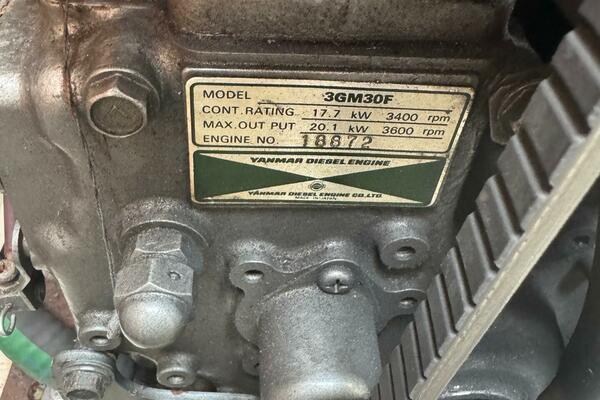 MODEL 3GM30F
CONT.RATING. 17.7 kW 3400 rpm
MAX.OUT PUT 20.1 kW 3600 rpm
ENGINE NO. 18872
YANMAR DIESEL ENGINE
YANMAR DIESEL ENGINE CO.,LTD.
MADE IN JAPAN